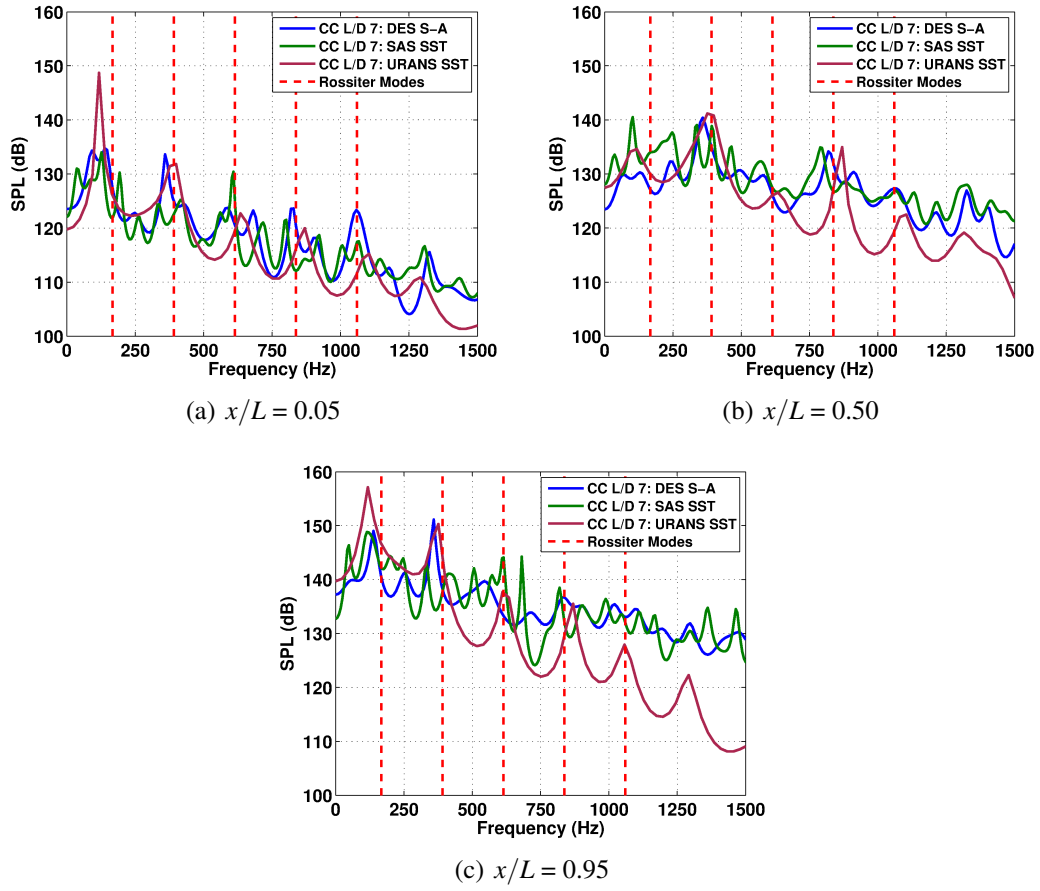 160
150
140
130
120
110
100
SPL (dB)
0 250 500 750 1000 1250 1500
Frequency (Hz)
CC L/D 7: DES S-A
CC L/D 7: SAS SST
CC L/D 7: URANS SST
Rossiter Modes
(a) x/L = 0.05
160
150
140
130
120
110
100
SPL (dB)
0 250 500 750 1000 1250 1500
Frequency (Hz)
CC L/D 7: DES S-A
CC L/D 7: SAS SST
CC L/D 7: URANS SST
Rossiter Modes
(b) x/L = 0.50
160
150
140
130
120
110
100
SPL (dB)
0 250 500 750 1000 1250 1500
Frequency (Hz)
CC L/D 7: DES S-A
CC L/D 7: SAS SST
CC L/D 7: URANS SST
Rossiter Modes
(c) x/L = 0.95